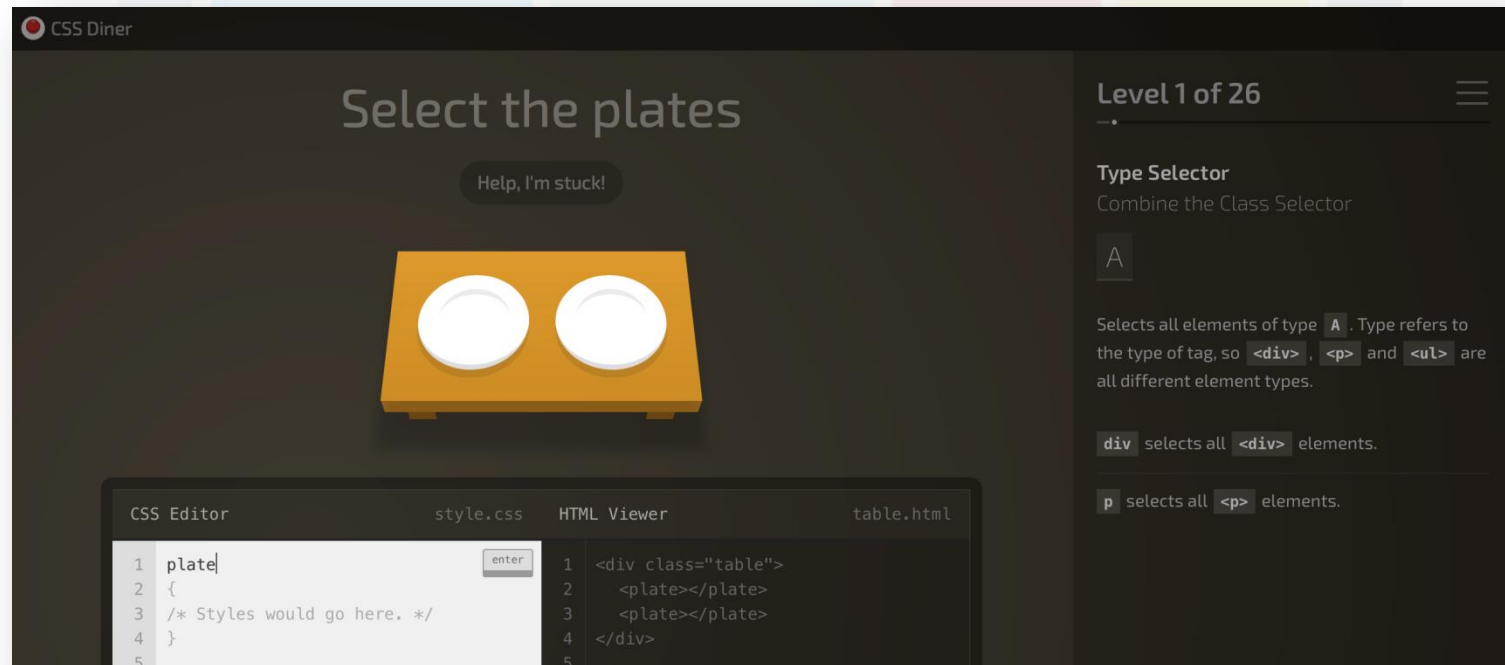 CSS Diner
Select the plates
Help, I'm stuck!
CSS Editor style.css
1 plate enter
2 {
3 /* Styles would go here. */
4 }
5
HTML Viewer table.html
1 <div class="table">
2 <plate></plate>
3 <plate></plate>
4 </div>
5
Level 1 of 26
Type Selector
Combine the Class Selector
A
Selects all elements of type A . Type refers to
the type of tag, so <div> , <p> and <ul> are
all different element types.
div selects all <div> elements.
p selects all <p> elements.